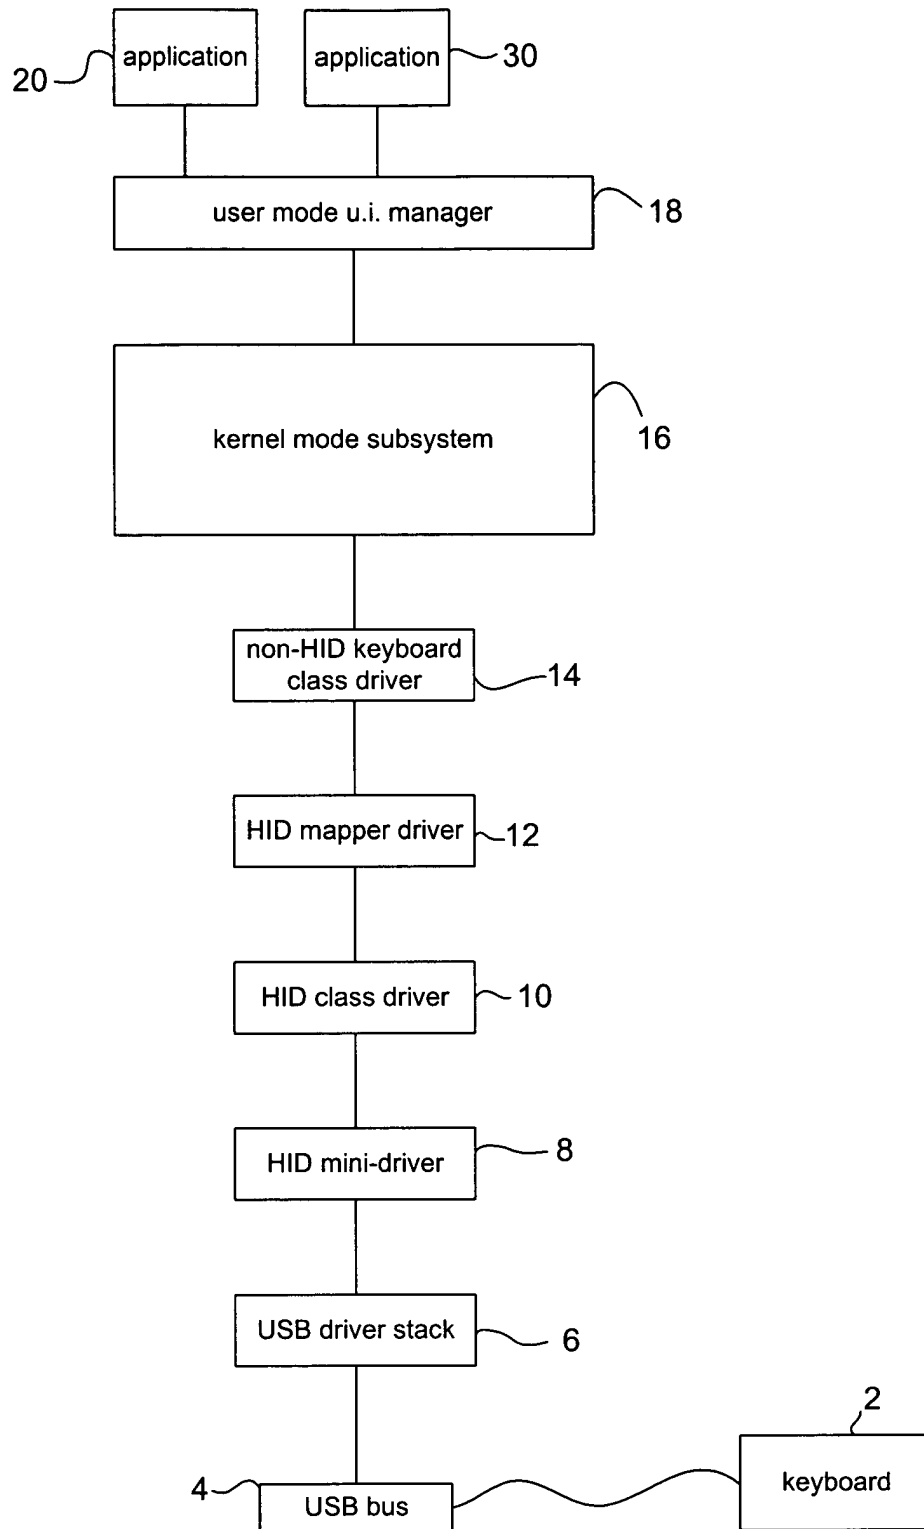 application
application
20
30
user mode u.i. manager
18
kernel mode subsystem
16
non-HID keyboard
class driver
14
HID mapper driver
12
HID class driver
10
HID mini-driver
8
USB driver stack
6
2
keyboard
4
USB bus